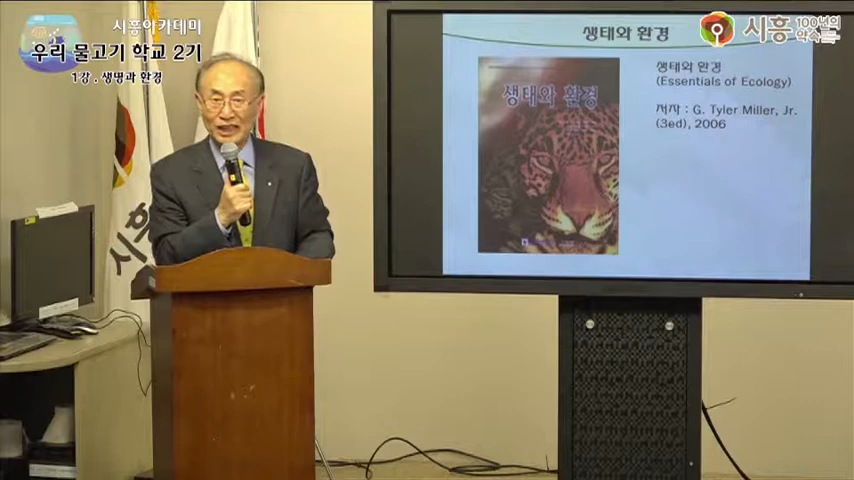 시흥아카데미
우리 물고기 학교 2기
1강. 생명과 환경
생태와 환경
시흥 100년의
생태와 환경
생태와 환경
(Essentials of Ecology)
저자 : G. Tyler Miller, Jr.
(3ed), 2006
시흥